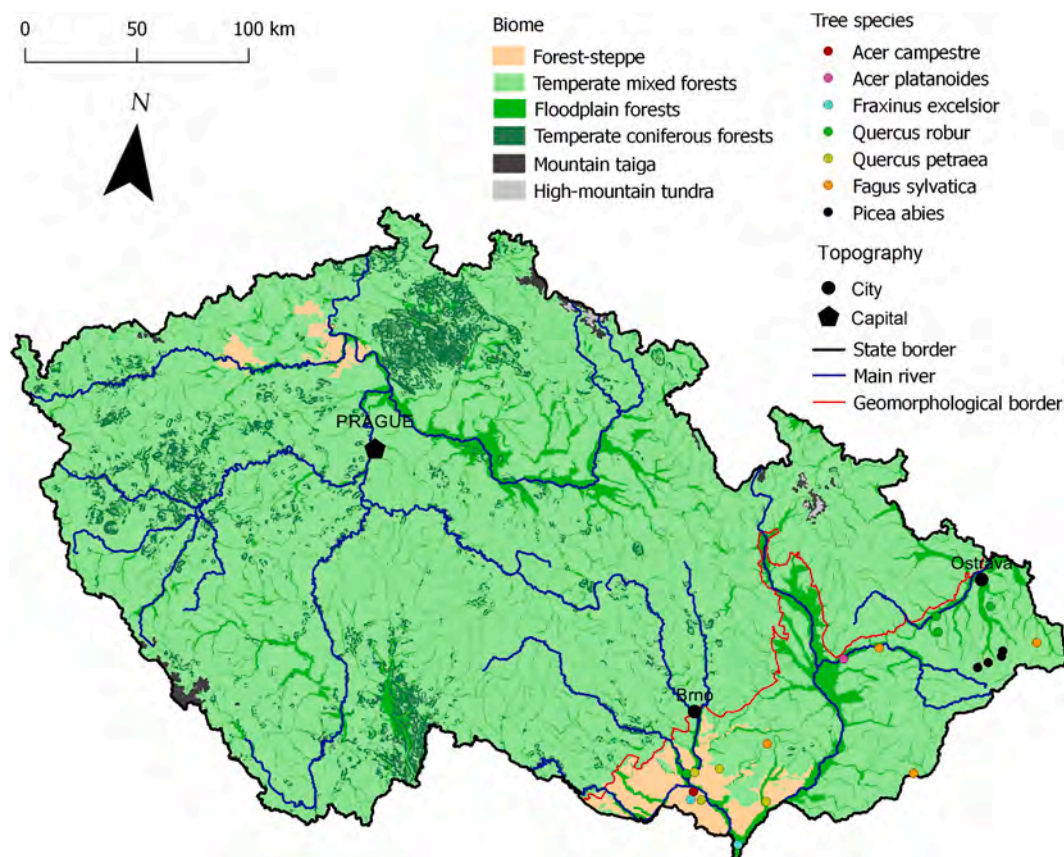 0 50 100 km
N
Biome
Forest-steppe
Temperate mixed forests
Floodplain forests
Temperate coniferous forests
Mountain taiga
High-mountain tundra
Tree species
Acer campestre
Acer platanoides
Fraxinus excelsior
Quercus robur
Quercus petraea
Fagus sylvatica
Picea abies
Topography
City
Capital
State border
Main river
Geomorphological border
PRAGUE
Ostrava
Brno